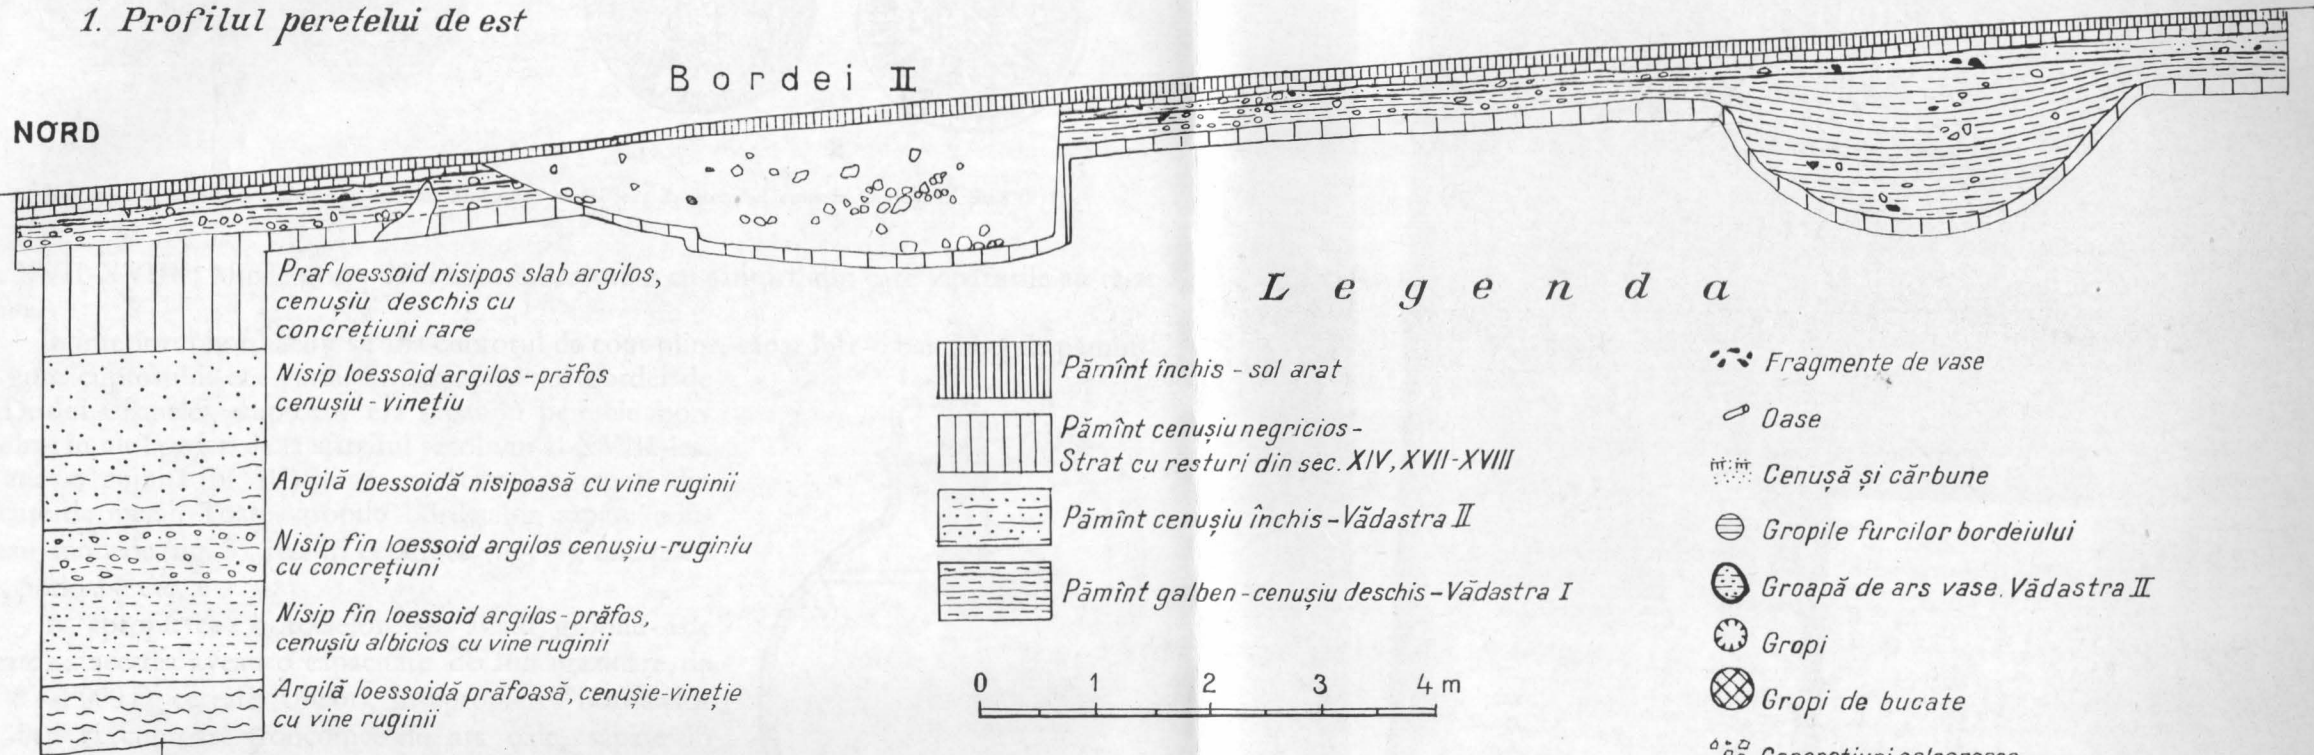 1. Profilul peretelui de est
Bordei II
NORD
Praf loessoid nisipos slab argilos,
cenușiu deschis cu
concrețiuni rare
Nisip loessoid argilos-prăfos
cenușiu-vinețiu
Argilă loessoidă nisipoasă cu vine ruginii
Nisip fin loessoid argilos cenușiu-ruginiu
cu concrețiuni
Nisip fin loessoid argilos-prăfos,
cenușiu albicios cu vine ruginii
Argilă loessoidă prăfoasă, cenușie-vineție
cu vine ruginii
Legenda
Pămînt închis - sol arat
Pămînt cenușiu negricios-
Strat cu resturi din sec. XIV, XVII-XVIII
Pămînt cenușiu închis-Vădastra II
Pămînt galben-cenușiu deschis-Vădastra I
0 1 2 3 4 m
Fragmente de vase
Oase
Cenușă și cărbune
Gropile furcilor bordeiului
Groapă de ars vase. Vădastra II
Gropi
Gropi de bucate